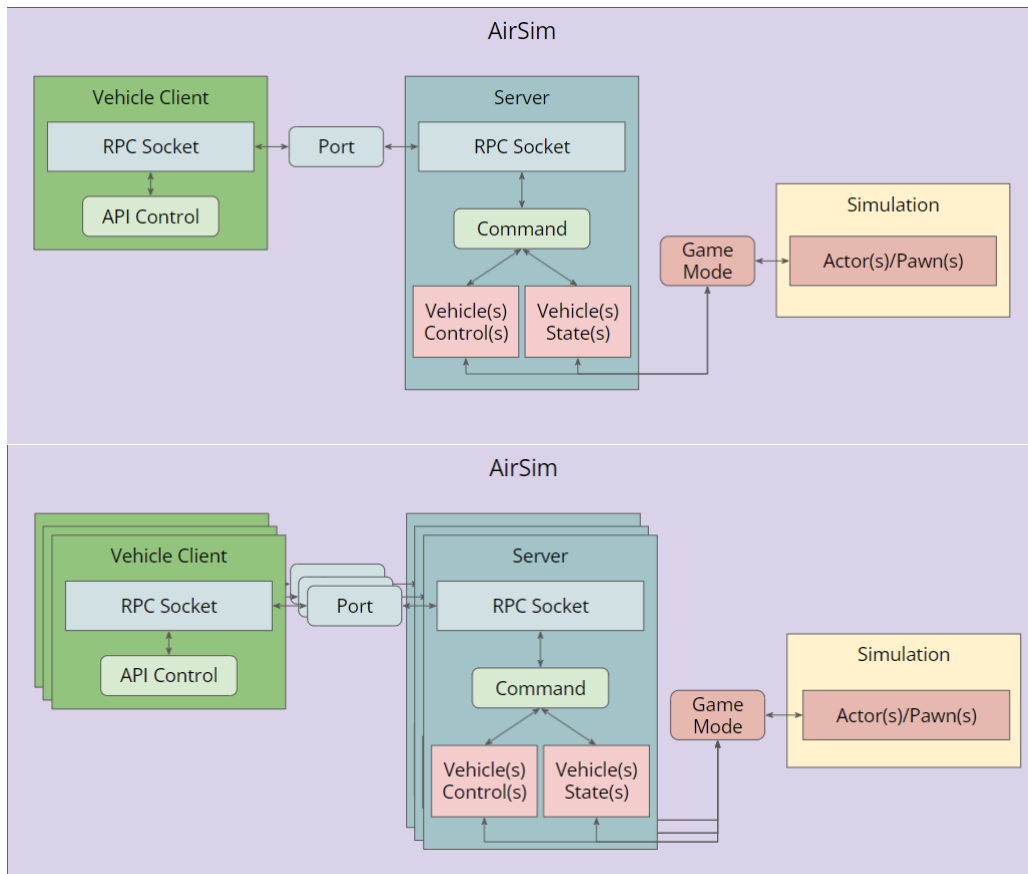 AirSim
Vehicle Client
RPC Socket
API Control
Port
Server
RPC Socket
Command
Vehicle(s)
Control(s)
Vehicle(s)
State(s)
Game
Mode
Simulation
Actor(s)/Pawn(s)
AirSim
Vehicle Client
RPC Socket
API Control
Port
Server
RPC Socket
Command
Vehicle(s)
Control(s)
Vehicle(s)
State(s)
Game
Mode
Simulation
Actor(s)/Pawn(s)